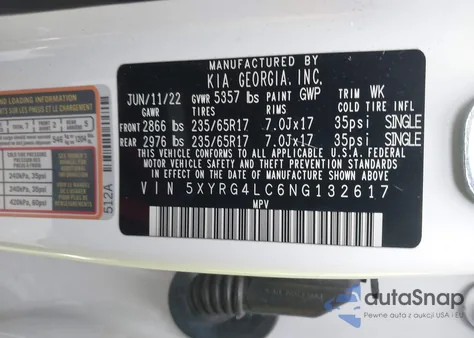 MANUFACTURED BY
KIA GEORGIA, INC.
JUN/11/22 GVWR 5357 lbs PAINT GWP TRIM WK
GAWR TIRES RIMS COLD TIRE INFL
FRONT 2866 lbs 235/65R17 7.0Jx17 35psi SINGLE
REAR 2976 lbs 235/65R17 7.0Jx17 35psi SINGLE
THIS VEHICLE CONFORMS TO ALL APPLICABLE U.S. FEDERAL
MOTOR VEHICLE SAFETY AND THEFT PREVENTION STANDARDS
IN EFFECT ON THE DATE OF MANUFACTURE SHOWN ABOVE.
VIN 5XYRG4LC6NG132617
MPV
COLD TIRE PRESSURE
240kPa, 35psi
240kPa, 35psi
420kPa, 60psi
512A
autoSnap
Pewne auta z aukcji USA i EU